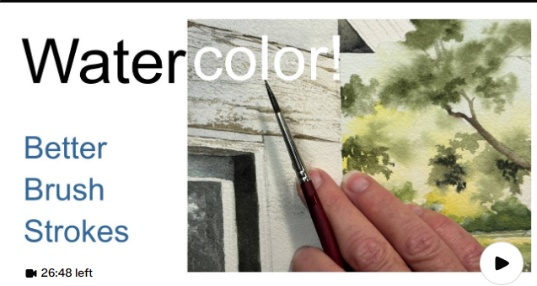 Watercolor!
Better
Brush
Strokes
26:48 left